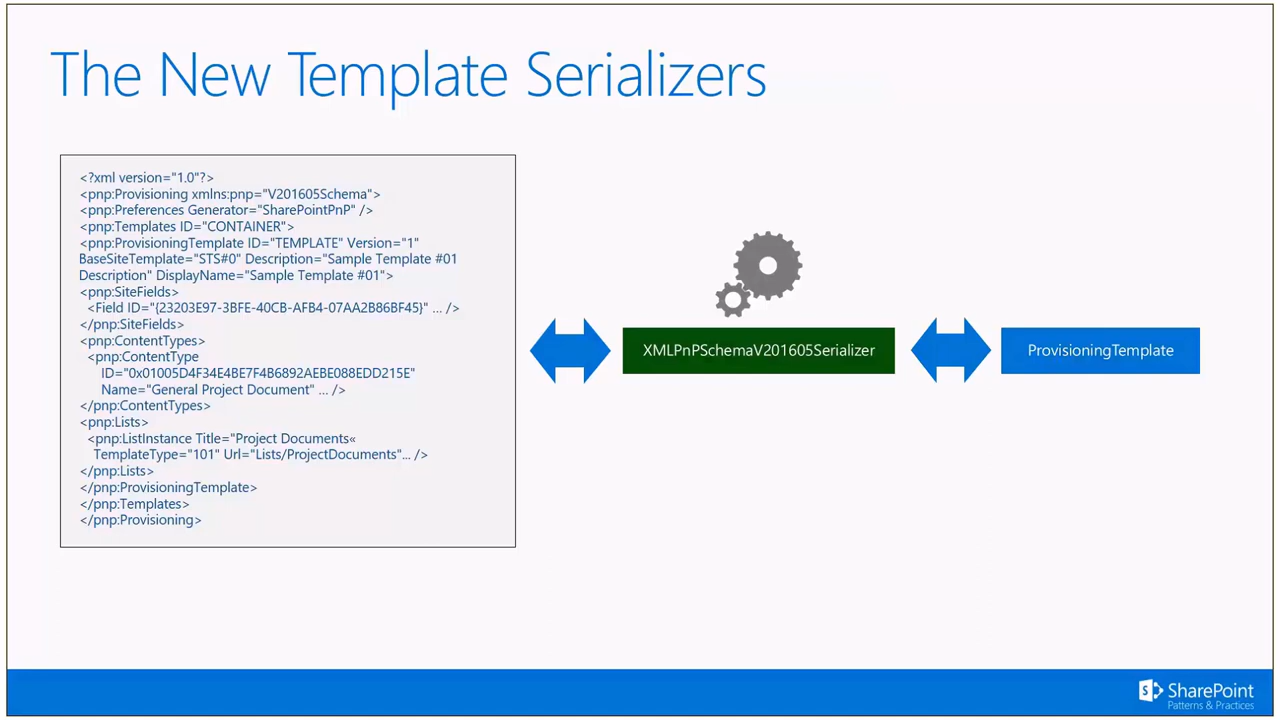 The New Template Serializers
<?xml version="1.0"?>
<pnp:Provisioning xmlns:pnp="V201605Schema">
<pnp:Preferences Generator="SharePointPnP" />
<pnp:Templates ID="CONTAINER">
<pnp:ProvisioningTemplate ID="TEMPLATE" Version="1"
BaseSiteTemplate="STS#0" Description="Sample Template #01
Description" DisplayName="Sample Template #01">
<pnp:SiteFields>
<Field ID="{23203E97-3BFE-40CB-AFB4-07AA2B86BF45}" ... />
</pnp:SiteFields>
<pnp:ContentTypes>
<pnp:ContentType
ID="0x01005D4F34E4BE7F4B6892AEBE088EDD215E"
Name="General Project Document" ... />
</pnp:ContentTypes>
<pnp:Lists>
<pnp:ListInstance Title="Project Documents«
TemplateType="101" Url="Lists/ProjectDocuments"... />
</pnp:Lists>
</pnp:ProvisioningTemplate>
</pnp:Templates>
</pnp:Provisioning>
XMLPnPSchemaV201605Serializer
ProvisioningTemplate
S
SharePoint
Patterns & Practices